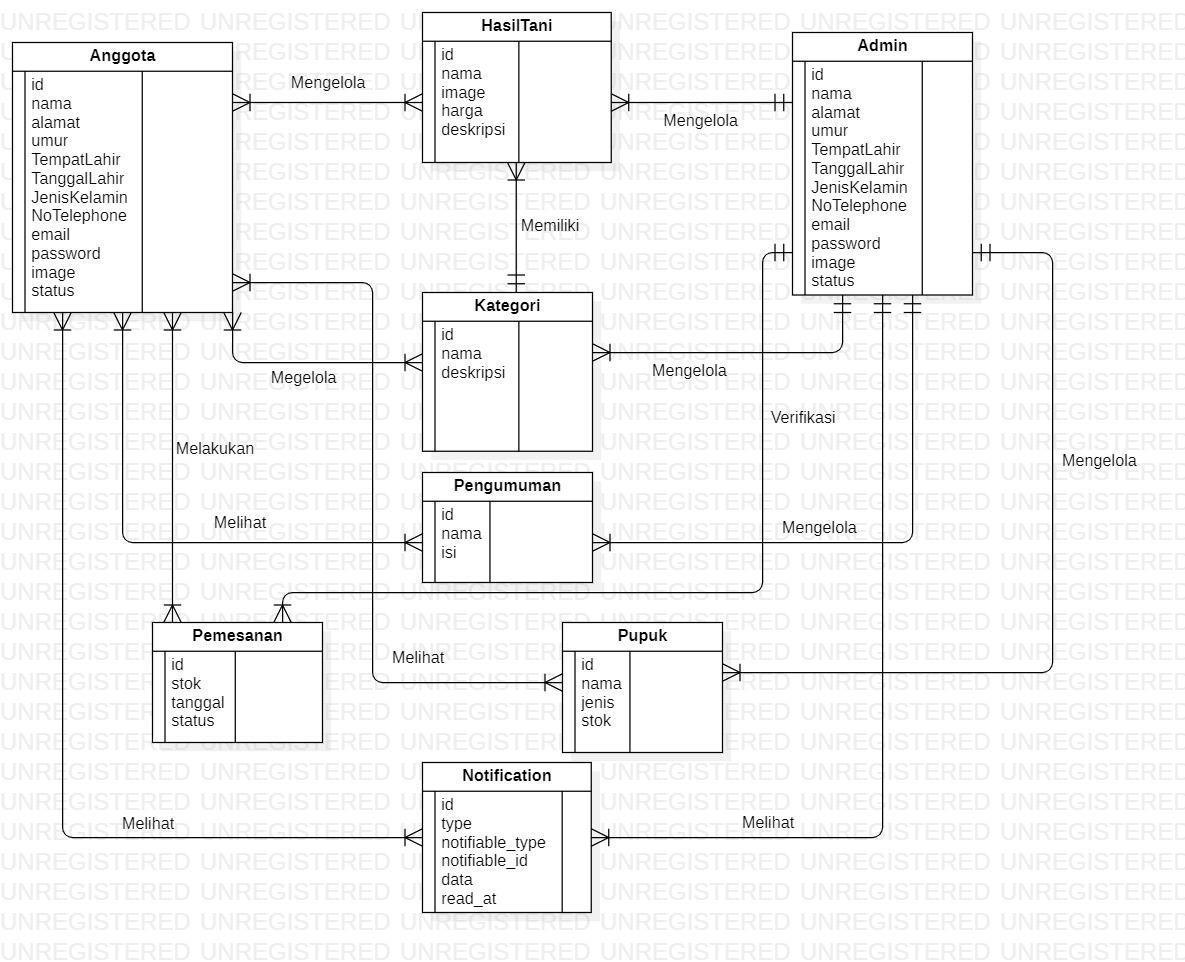 Anggota
id
nama
alamat
umur
TempatLahir
TanggalLahir
JenisKelamin
NoTelephone
email
password
image
status
Mengelola
HasilTani
id
nama
image
harga
deskripsi
Mengelola
Admin
id
nama
alamat
umur
TempatLahir
TanggalLahir
JenisKelamin
NoTelephone
email
password
image
status
Memiliki
Kategori
id
nama
deskripsi
Megelola
Mengelola
Verifikasi
Melakukan
Mengelola
Pengumuman
id
nama
isi
Melihat
Mengelola
Pemesanan
id
stok
tanggal
status
Melihat
Pupuk
id
nama
jenis
stok
Notification
id
type
notifiable_type
notifiable_id
data
read_at
Melihat
Melihat
UNREGISTERED